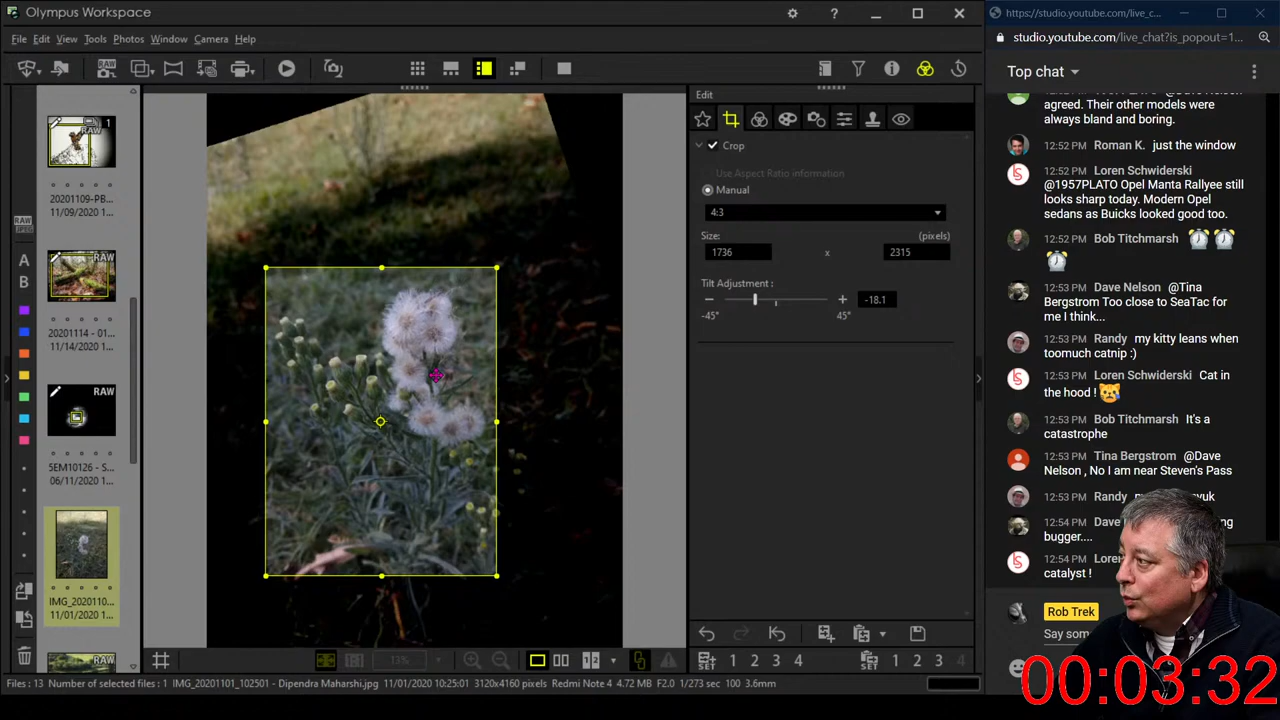 Olympus Workspace
File Edit View Tools Photos Window Camera Help
RAW
1
20201109-PB...
11/09/2020 1...
RAW
20201114 - 01...
11/14/2020 1...
RAW
5EM10126 - S...
06/11/2020 1...
IMG_2020110...
11/01/2020 1...
RAW
RAW
JPEG
A
B
Edit
Crop
Use Aspect Ratio information
Manual
4:3
Size: (pixels)
1736 x 2315
Tilt Adjustment :
-18.1
-45° 45°
13%
SET 1 2 3 4
SET 1 2 3 4
Files : 13 Number of selected files : 1 IMG_20201101_102501 - Dipendra Maharshi.jpg 11/01/2020 10:25:01 3120x4160 pixels Redmi Note 4 4.72 MB F2.0 1/273 sec 100 3.6mm
https://studio.youtube.com/live_c...
studio.youtube.com/live_chat?is_popout=1...
Top chat
agreed. Their other models were
always bland and boring.
12:52 PM Roman K. just the window
12:52 PM Loren Schwiderski
@1957PLATO Opel Manta Rallyee still
looks sharp today. Modern Opel
sedans as Buicks looked good too.
12:52 PM Bob Titchmarsh
12:53 PM Dave Nelson @Tina
Bergstrom Too close to SeaTac for
me I think...
12:53 PM Randy my kitty leans when
toomuch catnip :)
12:53 PM Loren Schwiderski Cat in
the hood !
12:53 PM Bob Titchmarsh It's a
catastrophe
12:53 PM Tina Bergstrom @Dave
Nelson , No I am near Steven's Pass
12:53 PM Randy
12:54 PM
bugger....
12:54 PM
catalyst !
Rob Trek
Say som
00:03:32